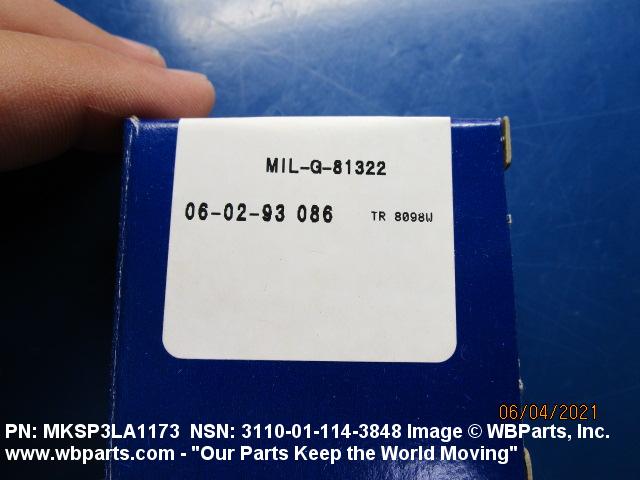 MIL-G-81322
06-02-93 086 TR 8098W
06/04/2021
PN: MKSP3LA1173 NSN: 3110-01-114-3848 Image © WBParts, Inc.
www.wbparts.com - "Our Parts Keep the World Moving"